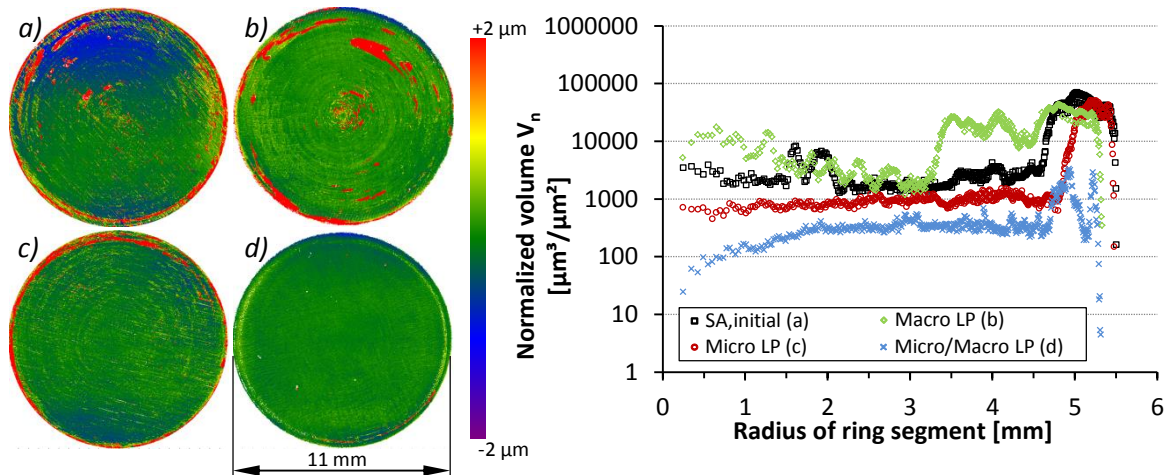 a)
b)
c)
d)
11 mm
+2 µm
-2 µm
Normalized volume Vₙ
[µm³/µm²]
1000000
100000
10000
1000
100
10
1
SA,initial (a)
Macro LP (b)
Micro LP (c)
Micro/Macro LP (d)
0 1 2 3 4 5 6
Radius of ring segment [mm]